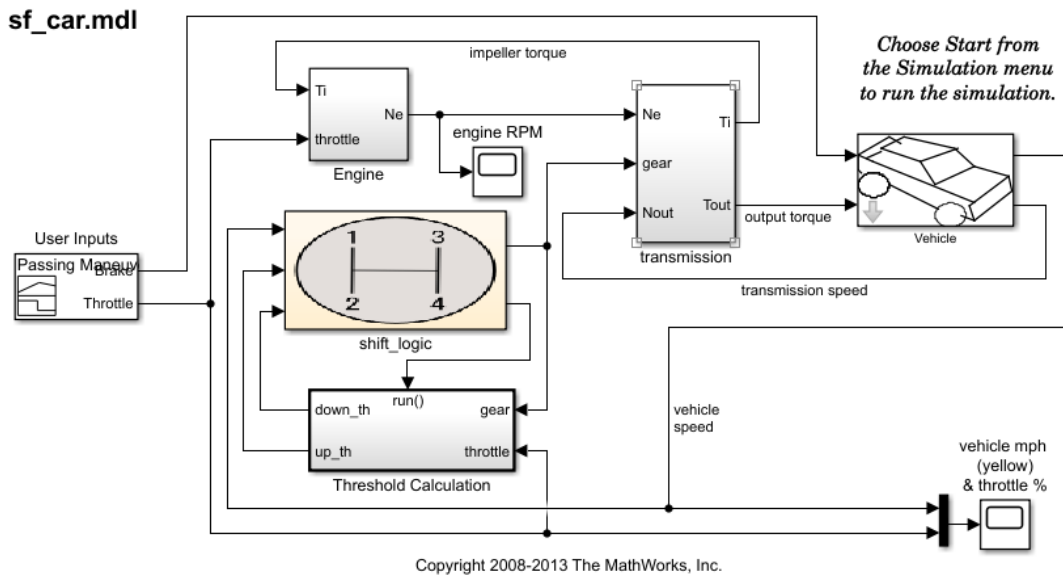 sf_car.mdl
impeller torque
Choose Start from
the Simulation menu
to run the simulation.
Ti
throttle
Ne
Engine
engine RPM
Ne
gear
Nout
Ti
Tout
transmission
output torque
Vehicle
transmission speed
User Inputs
Passing Maneuv
Brake
Throttle
1
3
2
4
shift_logic
run()
down_th
up_th
gear
throttle
Threshold Calculation
vehicle
speed
vehicle mph
(yellow)
& throttle %
Copyright 2008-2013 The MathWorks, Inc.